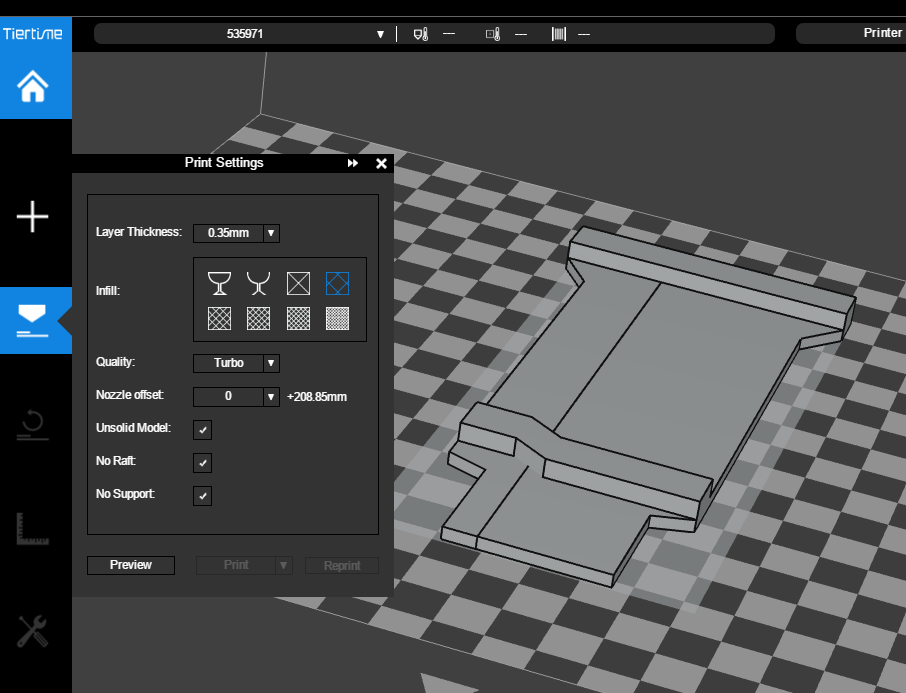 Tiertime
535971
---
---
---
Printer
Print Settings
Layer Thickness:
0.35mm
Infill:
Quality:
Turbo
Nozzle offset:
0
+208.85mm
Unsolid Model:
No Raft:
No Support:
Preview
Print
Reprint